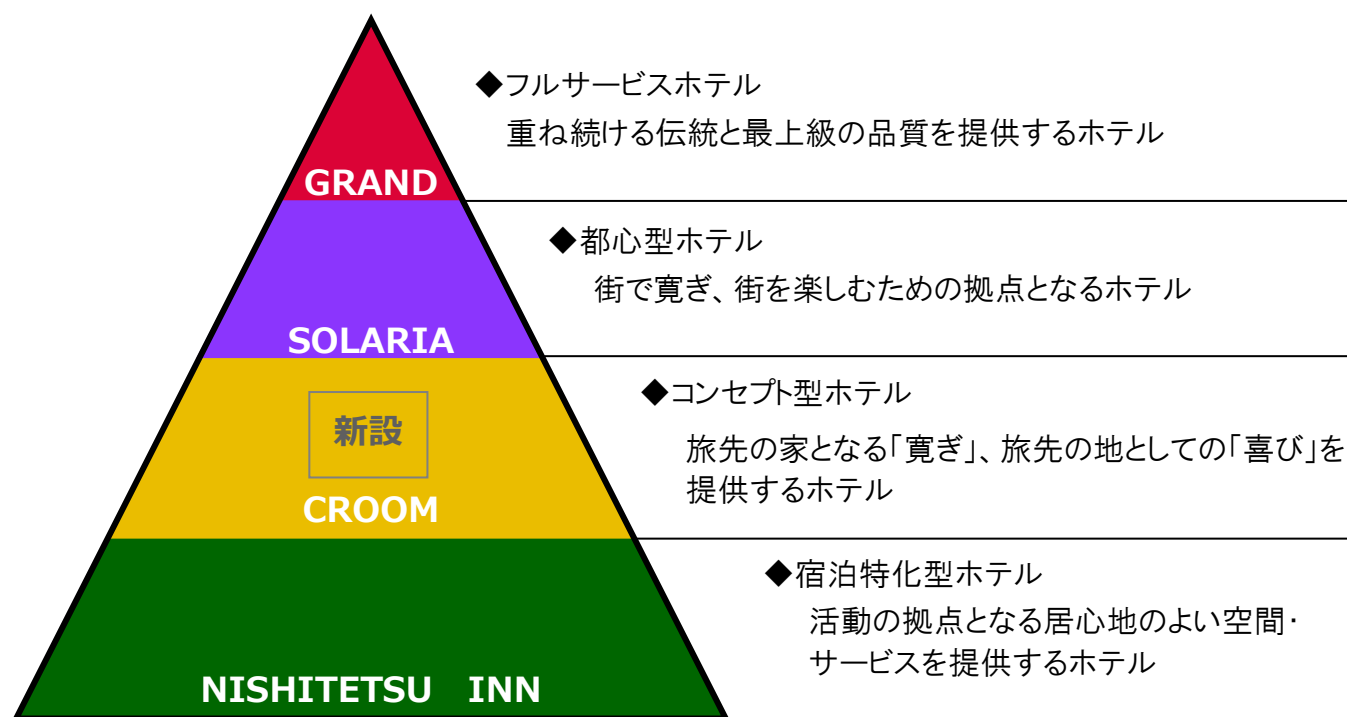 ◆フルサービスホテル
重ね続ける伝統と最上級の品質を提供するホテル
GRAND
◆都心型ホテル
街で寛ぎ、街を楽しむための拠点となるホテル
SOLARIA
◆コンセプト型ホテル
新設
旅先の家となる「寛ぎ」、旅先の地としての「喜び」を
提供するホテル
CROOM
◆宿泊特化型ホテル
活動の拠点となる居心地のよい空間・
サービスを提供するホテル
NISHITETSU　INN